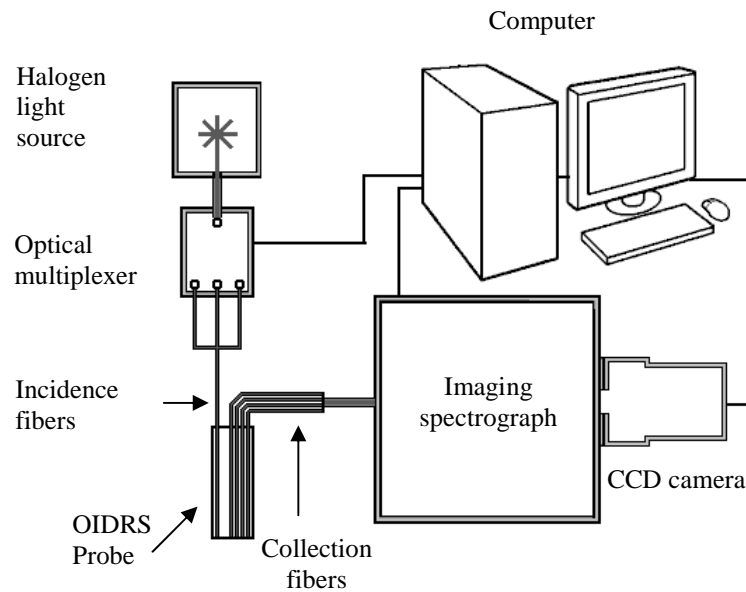 Computer
Halogen
light
source
Optical
multiplexer
Incidence
fibers
Imaging
spectrograph
CCD camera
OIDRS
Probe
Collection
fibers